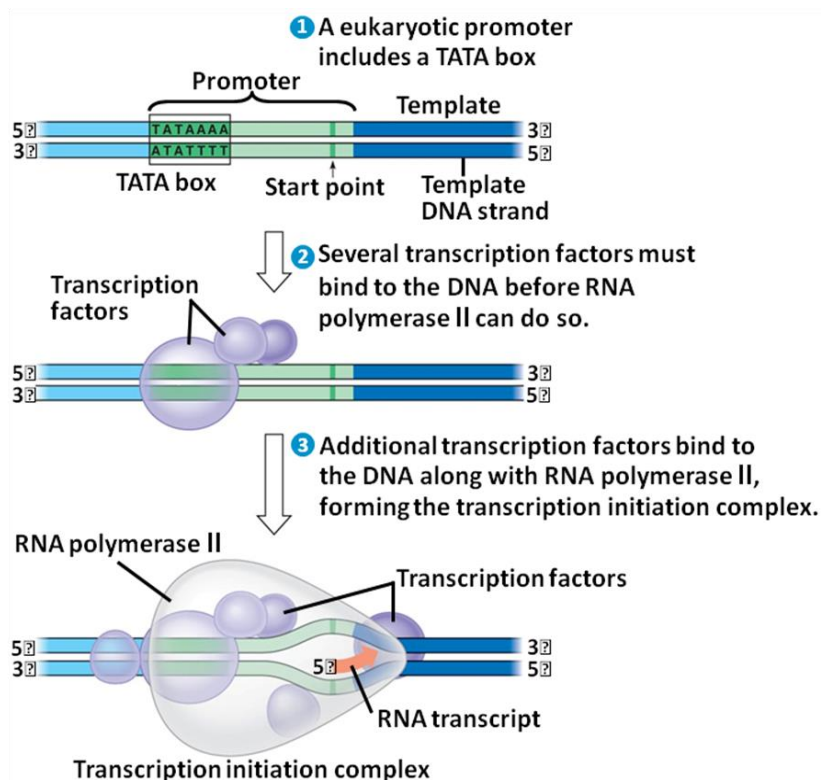 1 A eukaryotic promoter
includes a TATA box
Promoter
Template
5⍰ TATAAAA 3⍰
3⍰ ATATTTT 5⍰
TATA box
Start point
Template
DNA strand
2 Several transcription factors must
bind to the DNA before RNA
polymerase II can do so.
Transcription
factors
5⍰ 3⍰
3⍰ 5⍰
3 Additional transcription factors bind to
the DNA along with RNA polymerase II,
forming the transcription initiation complex.
RNA polymerase II
Transcription factors
5⍰ 3⍰
3⍰ 5⍰ 5⍰
RNA transcript
Transcription initiation complex